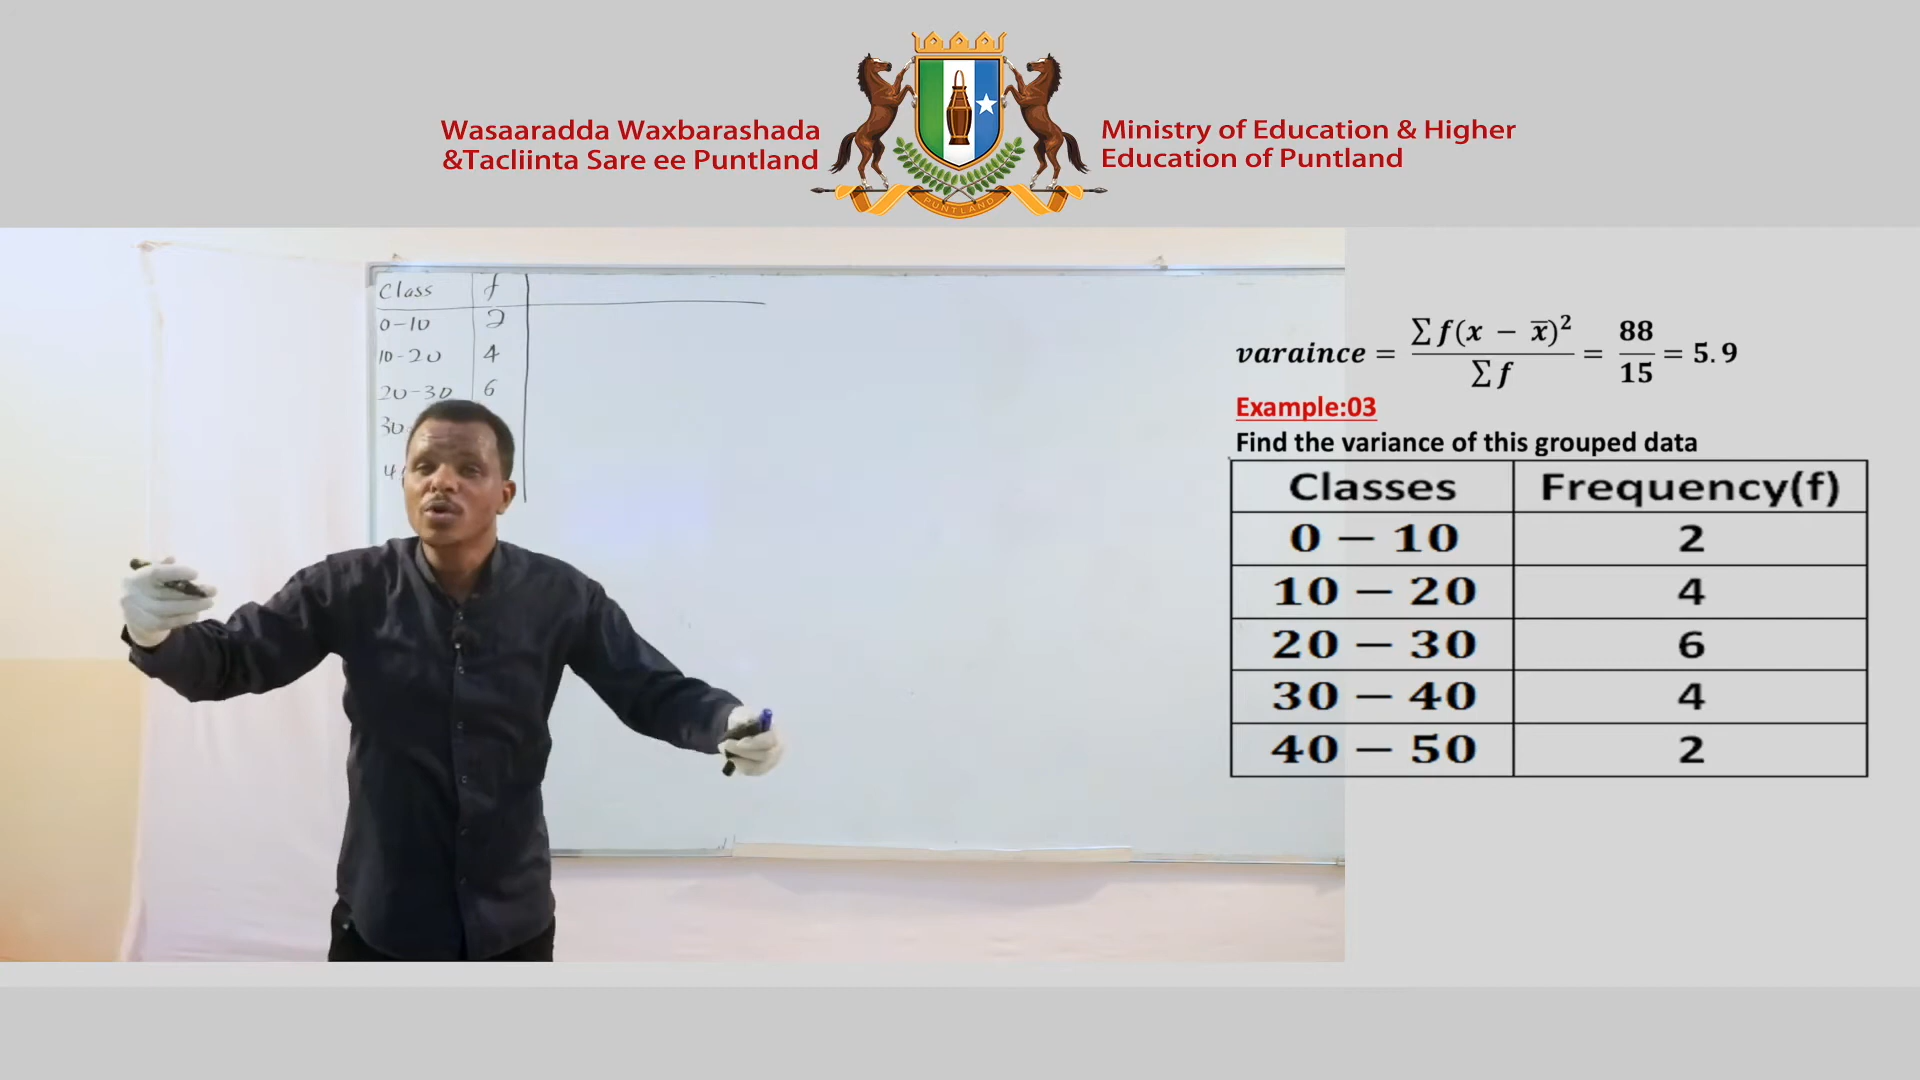 Wasaaradda Waxbarashada
&Tacliinta Sare ee Puntland
Ministry of Education & Higher
Education of Puntland
PUNTLAND
Class f
0-10 2
10-20 4
20-30 6
30
4
varaince = ∑ f(x − x̅)² / ∑ f = 88/15 = 5.9
Example:03
Find the variance of this grouped data
Classes Frequency(f)
0 – 10 2
10 – 20 4
20 – 30 6
30 – 40 4
40 – 50 2